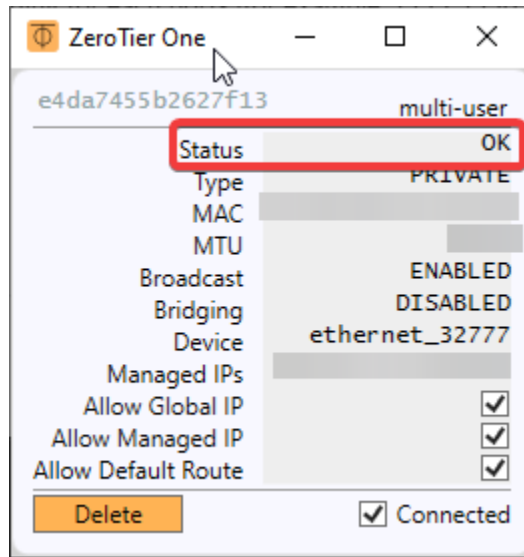 ZeroTier One
e4da7455b2627f13 multi-user
Status OK
Type PRIVATE
MAC
MTU
Broadcast ENABLED
Bridging DISABLED
Device ethernet_32777
Managed IPs
Allow Global IP
Allow Managed IP
Allow Default Route
Delete Connected